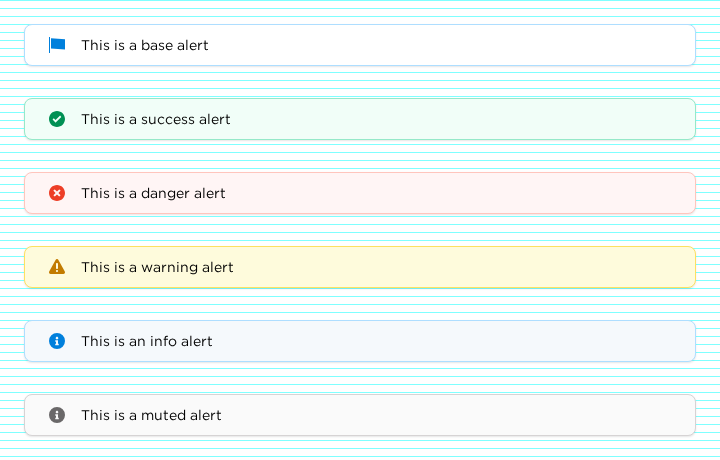 This is a base alert
This is a success alert
This is a danger alert
This is a warning alert
This is an info alert
This is a muted alert